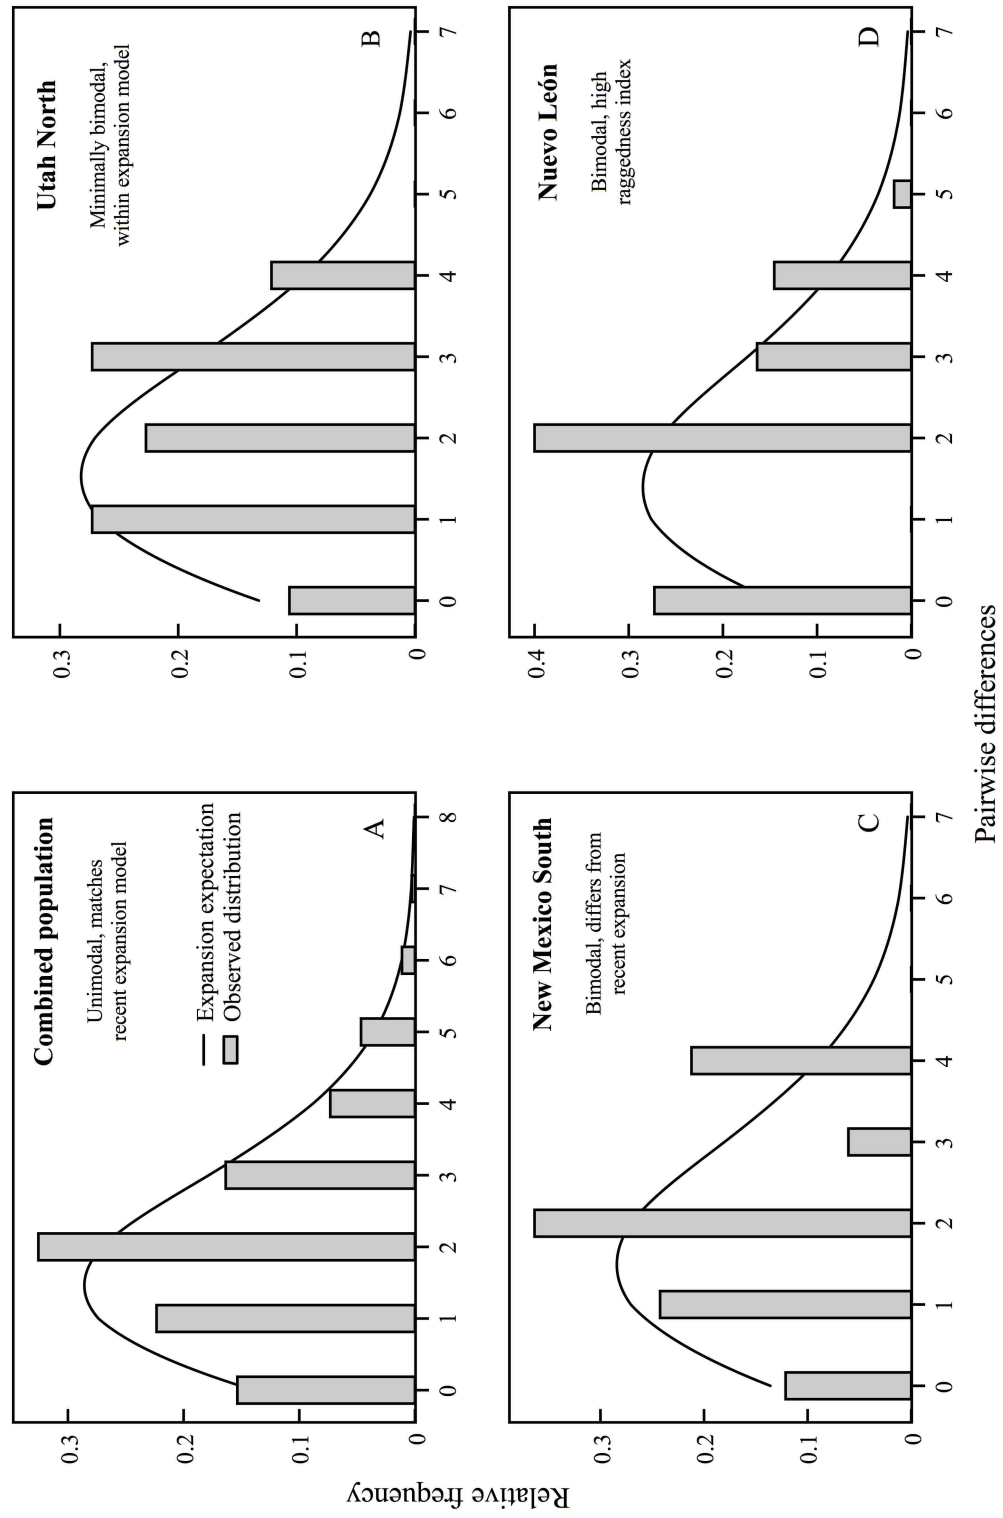 Relative frequency
Combined population
Unimodal, matches
recent expansion model
Expansion expectation
Observed distribution
A
0.3
0.2
0.1
0
0 1 2 3 4 5 6 7 8
Utah North
Minimally bimodal,
within expansion model
B
0.3
0.2
0.1
0
0 1 2 3 4 5 6 7
New Mexico South
Bimodal, differs from
recent expansion
C
0.3
0.2
0.1
0
0 1 2 3 4 5 6 7
Nuevo León
Bimodal, high
raggedness index
D
0.4
0.3
0.2
0.1
0
0 1 2 3 4 5 6 7
Pairwise differences